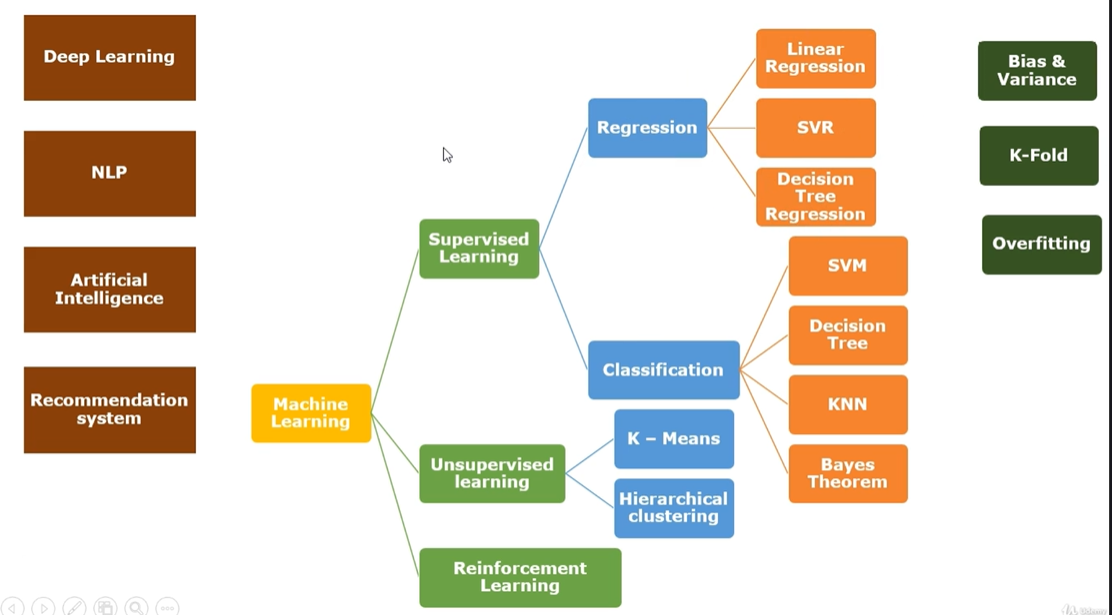 Deep Learning
NLP
Artificial
Intelligence
Recommendation
system
Machine
Learning
Supervised
Learning
Unsupervised
learning
Reinforcement
Learning
Regression
Classification
K – Means
Hierarchical
clustering
Linear
Regression
SVR
Decision
Tree
Regression
SVM
Decision
Tree
KNN
Bayes
Theorem
Bias &
Variance
K-Fold
Overfitting
Udemy